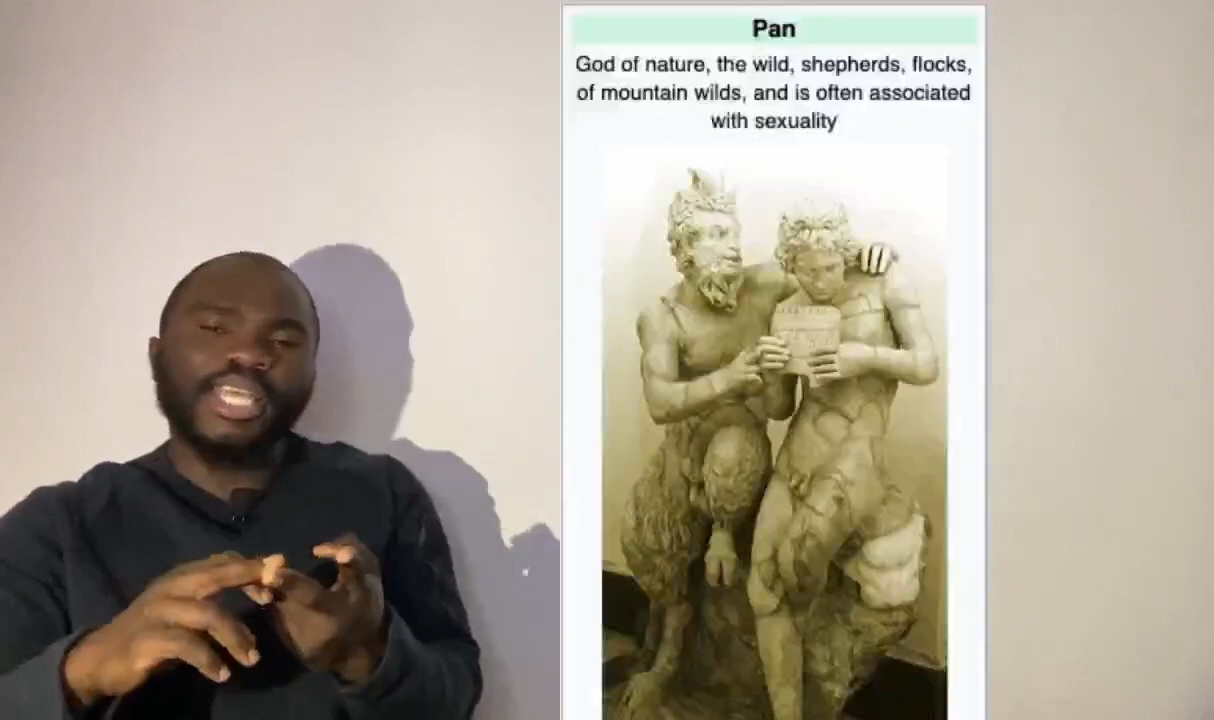 Pan
God of nature, the wild, shepherds, flocks,
of mountain wilds, and is often associated
with sexuality